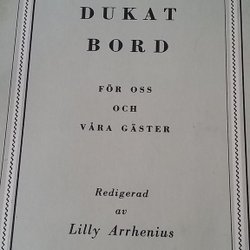 DUKAT
BORD
FÖR OSS
OCH
VÅRA GÄSTER
Redigerad
av
Lilly Arrhenius